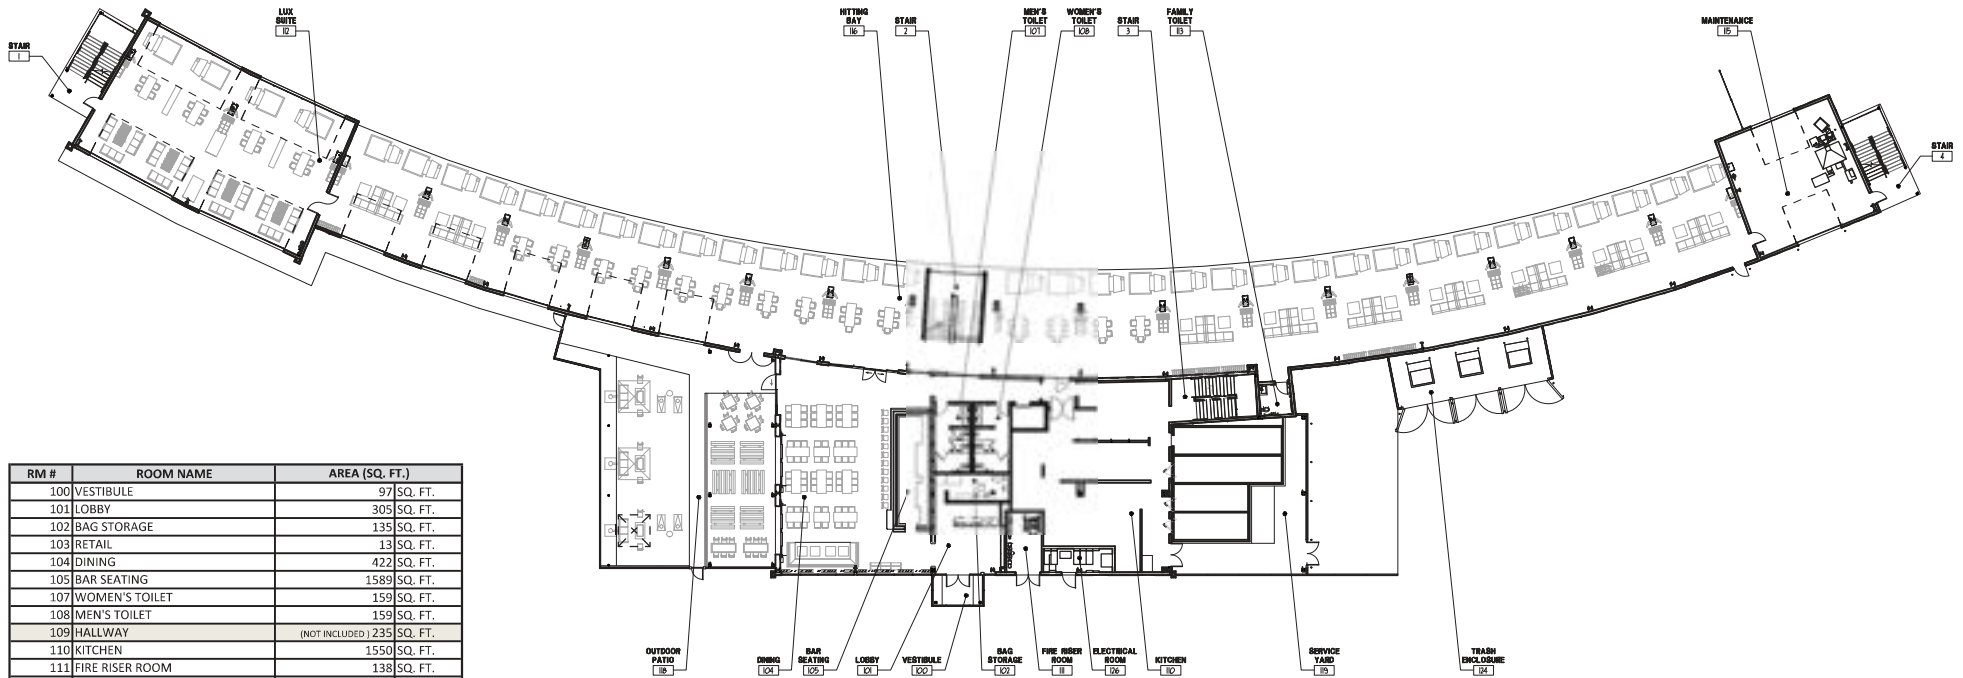 STAIR
1
LUX
SUITE
112
HITTING
BAY
116
STAIR
2
MEN'S
TOILET
107
WOMEN'S
TOILET
108
STAIR
3
FAMILY
TOILET
113
MAINTENANCE
115
STAIR
4
RM # ROOM NAME AREA (SQ. FT.)
100 VESTIBULE 97 SQ. FT.
101 LOBBY 305 SQ. FT.
102 BAG STORAGE 135 SQ. FT.
103 RETAIL 13 SQ. FT.
104 DINING 422 SQ. FT.
105 BAR SEATING 1589 SQ. FT.
107 WOMEN'S TOILET 159 SQ. FT.
108 MEN'S TOILET 159 SQ. FT.
109 HALLWAY (NOT INCLUDED ) 235 SQ. FT.
110 KITCHEN 1550 SQ. FT.
111 FIRE RISER ROOM 138 SQ. FT.
OUTDOOR
PATIO
118
DINING
104
BAR
SEATING
105
LOBBY
101
VESTIBULE
100
BAG
STORAGE
102
FIRE RISER
ROOM
111
ELECTRICAL
ROOM
126
KITCHEN
110
SERVICE
YARD
119
TRASH
ENCLOSURE
124